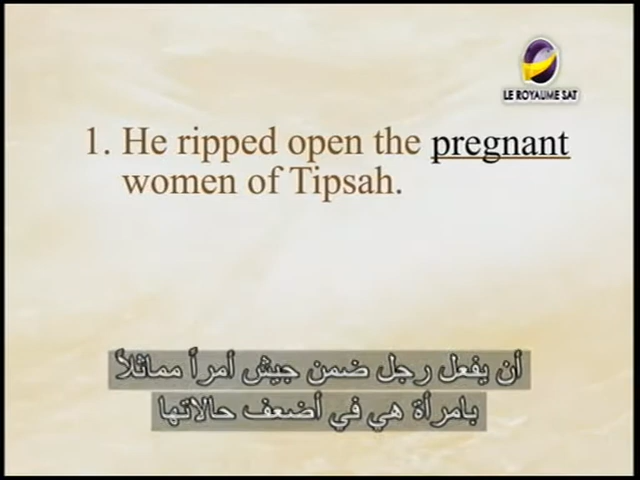 LE ROYAUME SAT
1. He ripped open the pregnant
women of Tipsah.
أن يفعل رجل ضمن جيش أمراً مماثلاً
بامرأة هي في أضعف حالاتها